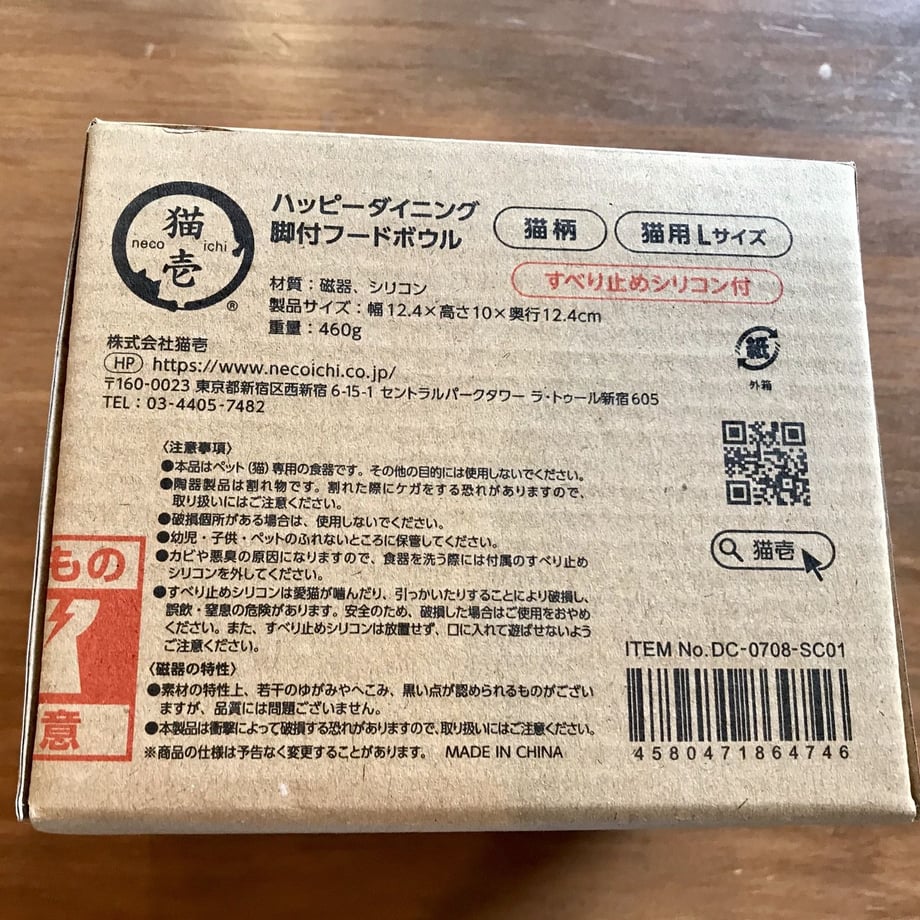 猫壱
neco ichi
®
ハッピーダイニング
脚付フードボウル
猫柄
猫用Lサイズ
すべり止めシリコン付
材質：磁器、シリコン
製品サイズ：幅12.4×高さ10×奥行12.4cm
重量：460g
株式会社猫壱
HP https://www.necoichi.co.jp/
〒160-0023 東京都新宿区西新宿 6-15-1 セントラルパークタワー ラ・トゥール新宿605
TEL：03-4405-7482
紙
外箱
〈注意事項〉
●本品はペット（猫）専用の食器です。その他の目的には使用しないでください。
●陶器製品は割れ物です。割れた際にケガをする恐れがありますので、
取り扱いにはご注意ください。
●破損個所がある場合は、使用しないでください。
●幼児・子供・ペットのふれないところに保管してください。
●カビや悪臭の原因になりますので、食器を洗う際には付属のすべり止め
シリコンを外してください。
●すべり止めシリコンは愛猫が噛んだり、引っかいたりすることにより破損し、
誤飲・窒息の危険があります。安全のため、破損した場合はご使用をおやめ
ください。また、すべり止めシリコンは放置せず、口に入れて遊ばせないよう
ご注意ください。
〈磁器の特性〉
●素材の特性上、若干のゆがみやへこみ、黒い点が認められるものがござい
ますが、品質には問題ございません。
●本製品は衝撃によって破損する恐れがありますので、取り扱いにはご注意ください。
※商品の仕様は予告なく変更することがあります。 MADE IN CHINA
猫壱
ITEM No.DC-0708-SC01
4580471864746
もの
意